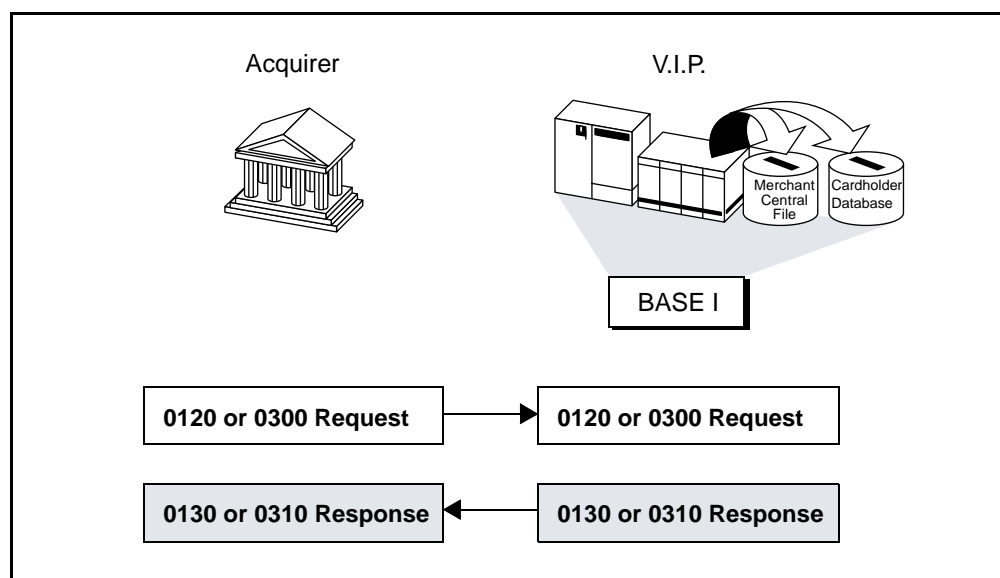 Acquirer
V.I.P.
Merchant
Central
File
Cardholder
Database
BASE I
0120 or 0300 Request
0120 or 0300 Request
0130 or 0310 Response
0130 or 0310 Response